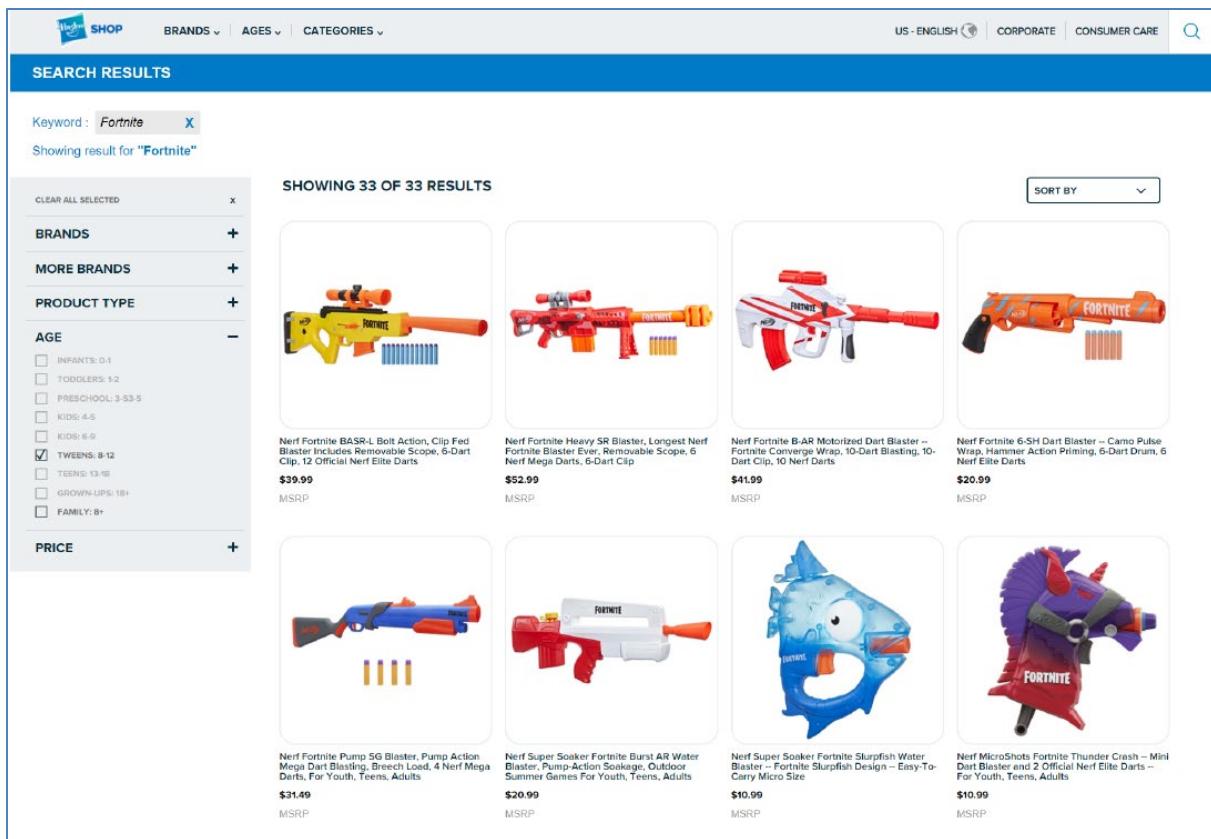 Hasbro SHOP
BRANDS
AGES
CATEGORIES
US - ENGLISH
CORPORATE
CONSUMER CARE
SEARCH RESULTS
Keyword : Fortnite X
Showing result for "Fortnite"
CLEAR ALL SELECTED x
BRANDS +
MORE BRANDS +
PRODUCT TYPE +
AGE −
INFANTS: 0-1
TODDLERS: 1-2
PRESCHOOL: 3-53-5
KIDS: 4-5
KIDS: 6-9
TWEENS: 8-12
TEENS: 13-18
GROWN-UPS: 18+
FAMILY: 8+
PRICE +
SHOWING 33 OF 33 RESULTS
SORT BY
FORTNITE
Nerf Fortnite BASR-L Bolt Action, Clip Fed
Blaster Includes Removable Scope, 6-Dart
Clip, 12 Official Nerf Elite Darts
$39.99
MSRP
FORTNITE
Nerf Fortnite Heavy SR Blaster, Longest Nerf
Fortnite Blaster Ever, Removable Scope, 6
Nerf Mega Darts, 6-Dart Clip
$52.99
MSRP
FORTNITE
NERF
Nerf Fortnite B-AR Motorized Dart Blaster --
Fortnite Converge Wrap, 10-Dart Blasting, 10-
Dart Clip, 10 Nerf Darts
$41.99
MSRP
FORTNITE
Nerf Fortnite 6-SH Dart Blaster -- Camo Pulse
Wrap, Hammer Action Priming, 6-Dart Drum, 6
Nerf Elite Darts
$20.99
MSRP
FORTNITE
NERF
Nerf Fortnite Pump SG Blaster, Pump Action
Mega Dart Blasting, Breech Load, 4 Nerf Mega
Darts, For Youth, Teens, Adults
$31.49
MSRP
FORTNITE
Nerf Super Soaker Fortnite Burst AR Water
Blaster, Pump-Action Soakage, Outdoor
Summer Games For Youth, Teens, Adults
$20.99
MSRP
FORTNITE
Nerf Super Soaker Fortnite Slurpfish Water
Blaster -- Fortnite Slurpfish Design -- Easy-To-
Carry Micro Size
$10.99
MSRP
FORTNITE
Nerf MicroShots Fortnite Thunder Crash -- Mini
Dart Blaster and 2 Official Nerf Elite Darts --
For Youth, Teens, Adults
$10.99
MSRP